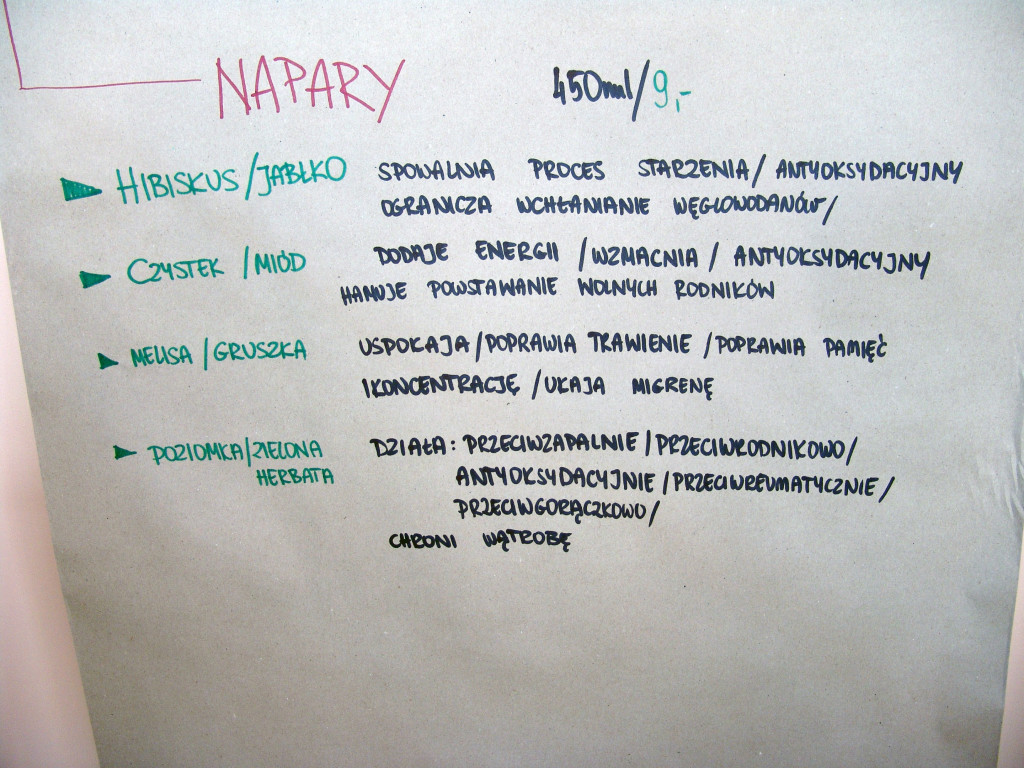 NAPARY 450ml/9,-
HIBISKUS/JABŁKO SPOWALNIA PROCES STARZENIA/ANTYOKSYDACYJNY
OGRANICZA WCHŁANIANIE WĘGLOWODANÓW/
CZYSTEK/MIÓD DODAJE ENERGII/WZMACNIA/ANTYOKSYDACYJNY
HAMUJE POWSTAWANIE WOLNYCH RODNIKÓW
MELISA/GRUSZKA USPOKAJA/POPRAWIA TRAWIENIE/POPRAWIA PAMIĘĆ
I KONCENTRACJĘ/UKAJA MIGRENĘ
POZIOMKA/ZIELONA DZIAŁA: PRZECIWZAPALNIE/PRZECIWRODNIKOWO/
HERBATA ANTYOKSYDACYJNIE/PRZECIWREUMATYCZNIE/
PRZECIWGORĄCZKOWO/
CHRONI WĄTROBĘ